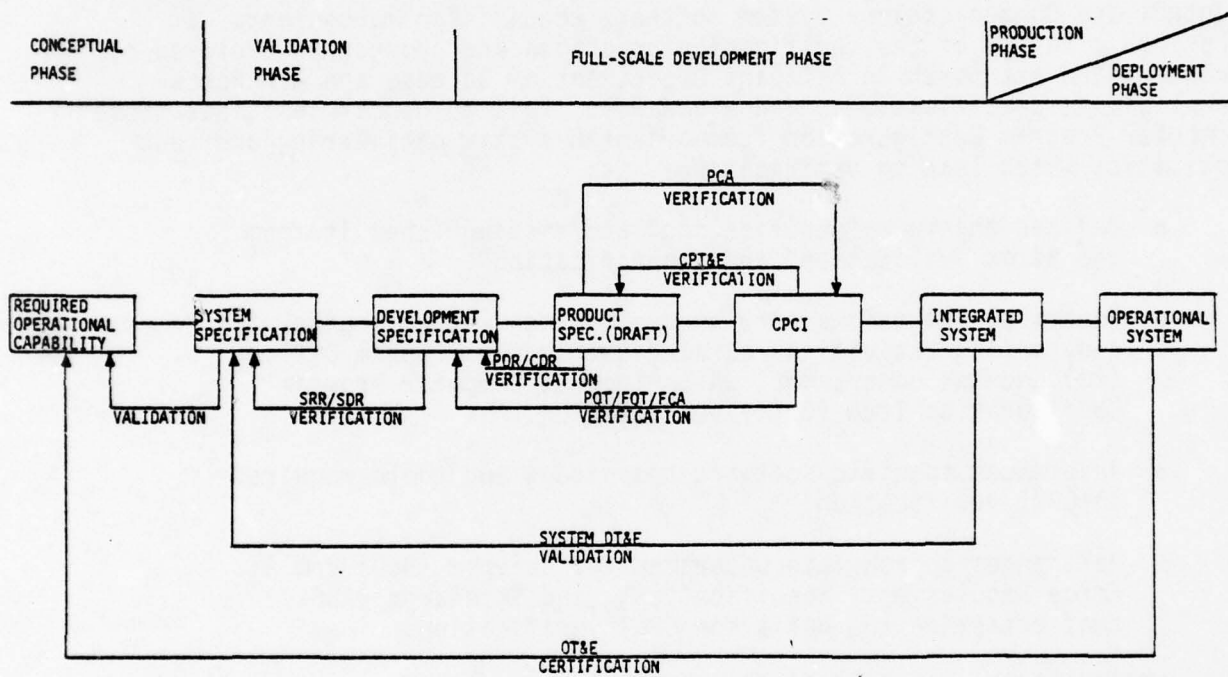 CONCEPTUAL
PHASE
VALIDATION
PHASE
FULL-SCALE DEVELOPMENT PHASE
PRODUCTION
PHASE
DEPLOYMENT
PHASE
PCA
VERIFICATION
CPT&E
VERIFICATION
REQUIRED
OPERATIONAL
CAPABILITY
SYSTEM
SPECIFICATION
DEVELOPMENT
SPECIFICATION
PRODUCT
SPEC.(DRAFT)
CPCI
INTEGRATED
SYSTEM
OPERATIONAL
SYSTEM
PDR/CDR
VERIFICATION
VALIDATION
SRR/SDR
VERIFICATION
PQT/FQT/FCA
VERIFICATION
SYSTEM DT&E
VALIDATION
OT&E
CERTIFICATION